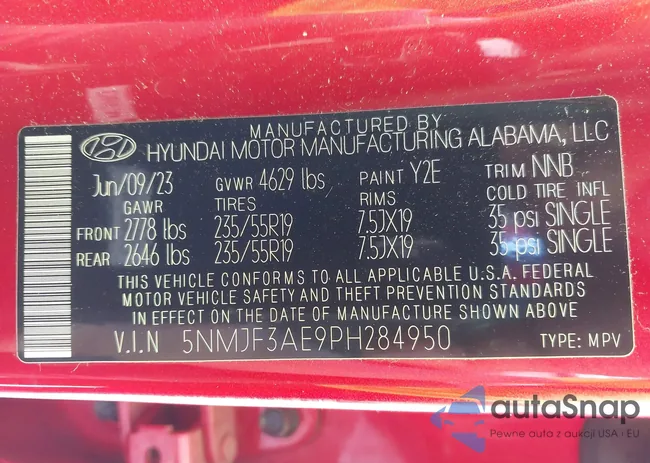 MANUFACTURED BY
HYUNDAI MOTOR MANUFACTURING ALABAMA, LLC
Jun/09/23 GVWR 4629 lbs PAINT Y2E TRIM NNB
GAWR TIRES RIMS COLD TIRE INFL
FRONT 2778 lbs 235/55R19 7.5JX19 35 psi SINGLE
REAR 2646 lbs 235/55R19 7.5JX19 35 psi SINGLE
THIS VEHICLE CONFORMS TO ALL APPLICABLE U.S.A. FEDERAL
MOTOR VEHICLE SAFETY AND THEFT PREVENTION STANDARDS
IN EFFECT ON THE DATE OF MANUFACTURE SHOWN ABOVE.
V.I.N 5NMJF3AE9PH284950 TYPE: MPV
autaSnap
Pewne auta z aukcji USA · EU